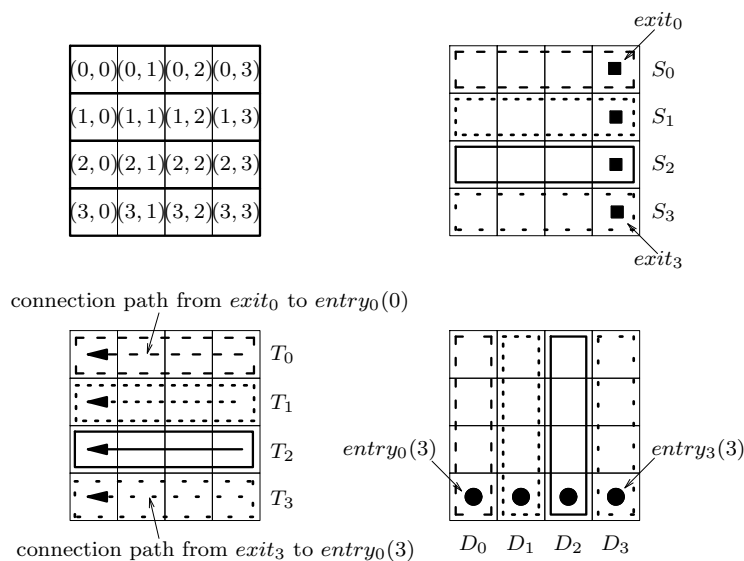 exit₀
(0, 0)(0, 1)(0, 2)(0, 3)
S₀
(1, 0)(1, 1)(1, 2)(1, 3)
S₁
(2, 0)(2, 1)(2, 2)(2, 3)
S₂
(3, 0)(3, 1)(3, 2)(3, 3)
S₃
exit₃
connection path from exit₀ to entry₀(0)
T₀
T₁
T₂
T₃
connection path from exit₃ to entry₀(3)
entry₀(3)
entry₃(3)
D₀ D₁ D₂ D₃